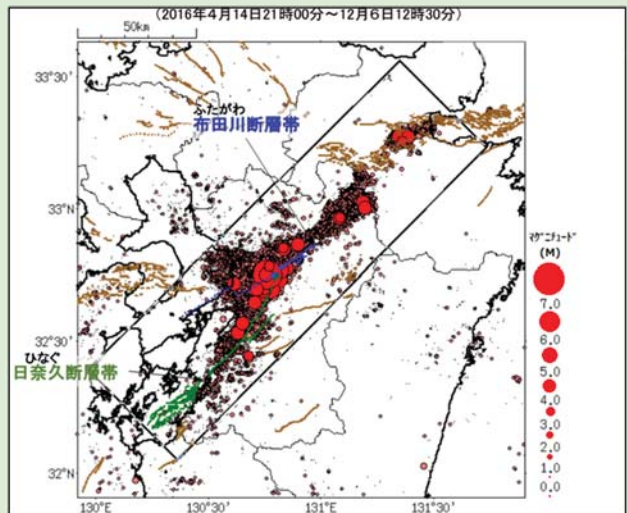 (2016年4月14日21時00分～12月6日12時30分)
50km
33°30'
ふたがわ
布田川断層帯
33°N
ﾏｸﾞﾆﾁｭｰﾄﾞ
(M)
7.0
6.0
5.0
4.0
3.0
2.0
1.0
0.0
32°30'
ひなぐ
日奈久断層帯
32°N
130°E
130°30'
131°E
131°30'